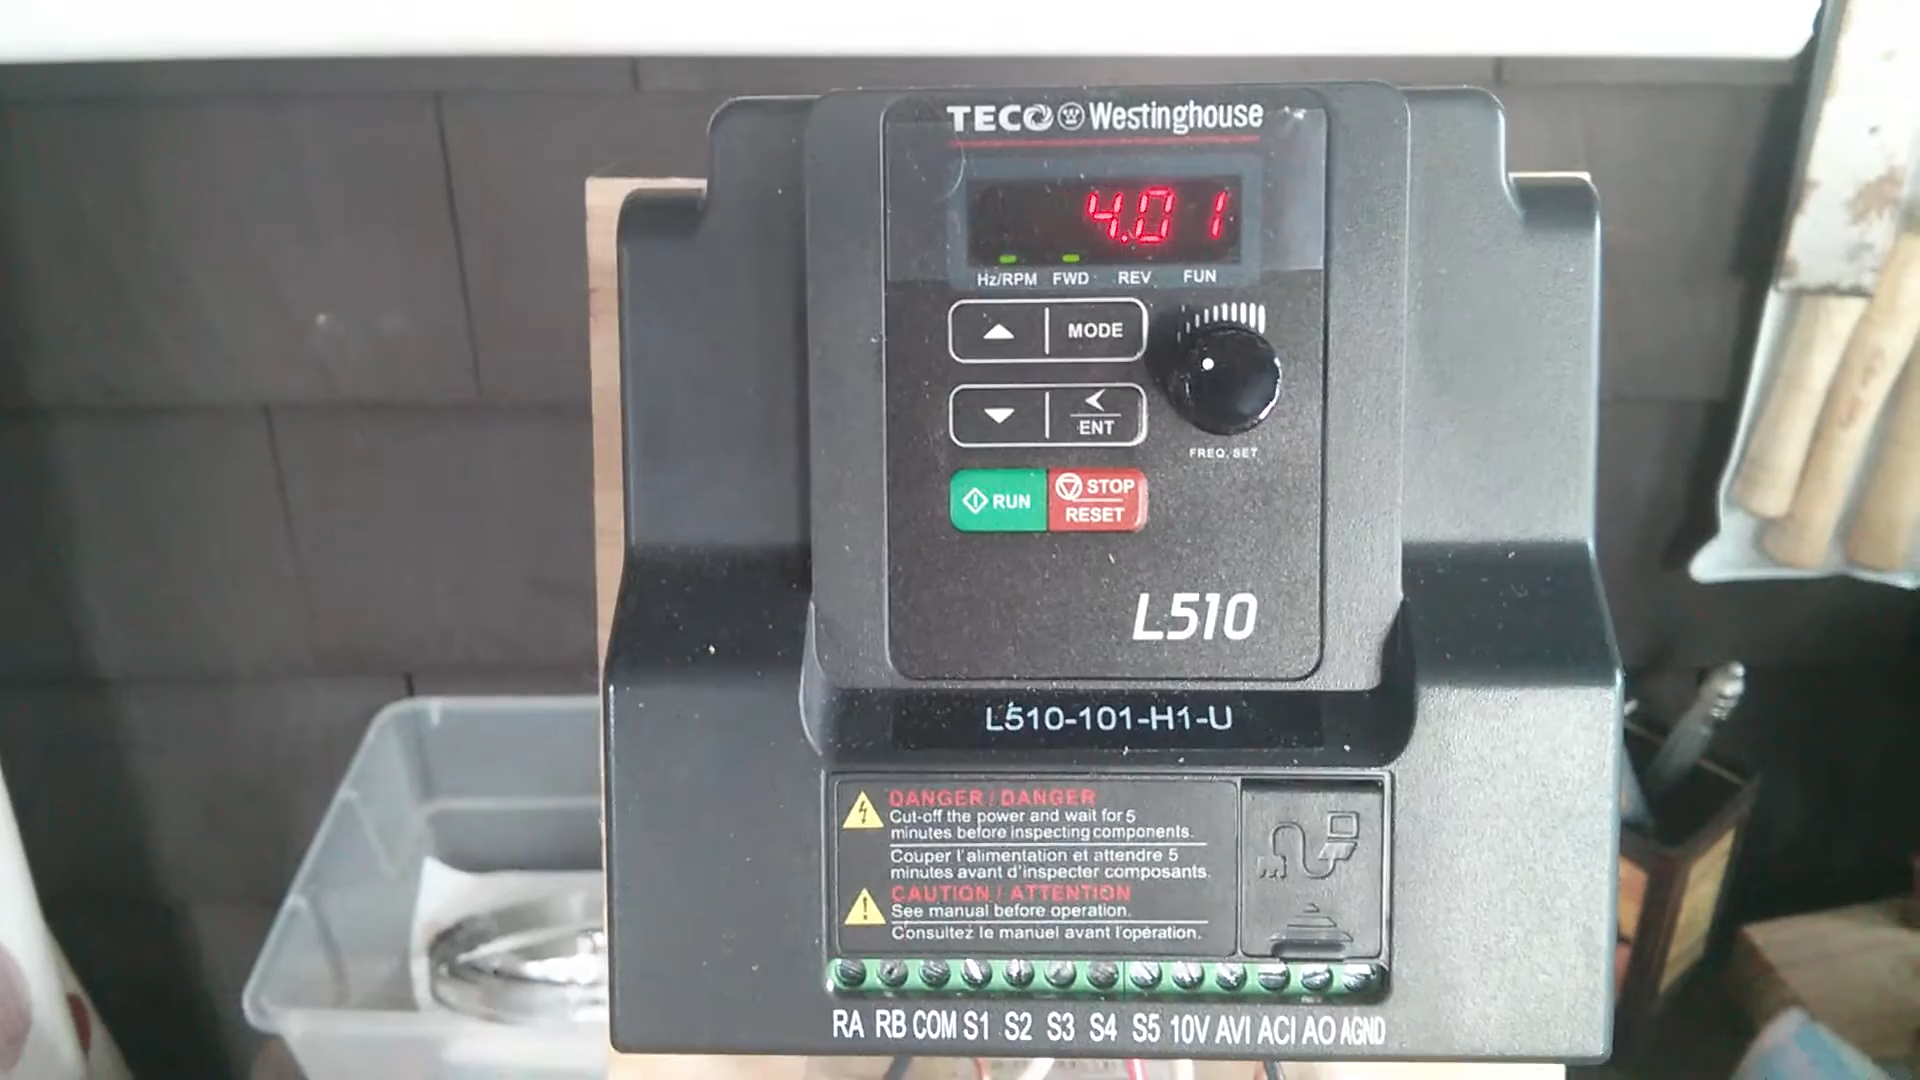 TECO Westinghouse
4.01
Hz/RPM FWD REV FUN
MODE
ENT
FREQ. SET
RUN
STOP
RESET
L510
L510-101-H1-U
DANGER / DANGER
Cut-off the power and wait for 5
minutes before inspecting components.
Couper l'alimentation et attendre 5
minutes avant d'inspecter composants.
CAUTION / ATTENTION
See manual before operation.
Consultez le manuel avant l'opération.
RA RB COM S1 S2 S3 S4 S5 10V AVI ACI AO AGND